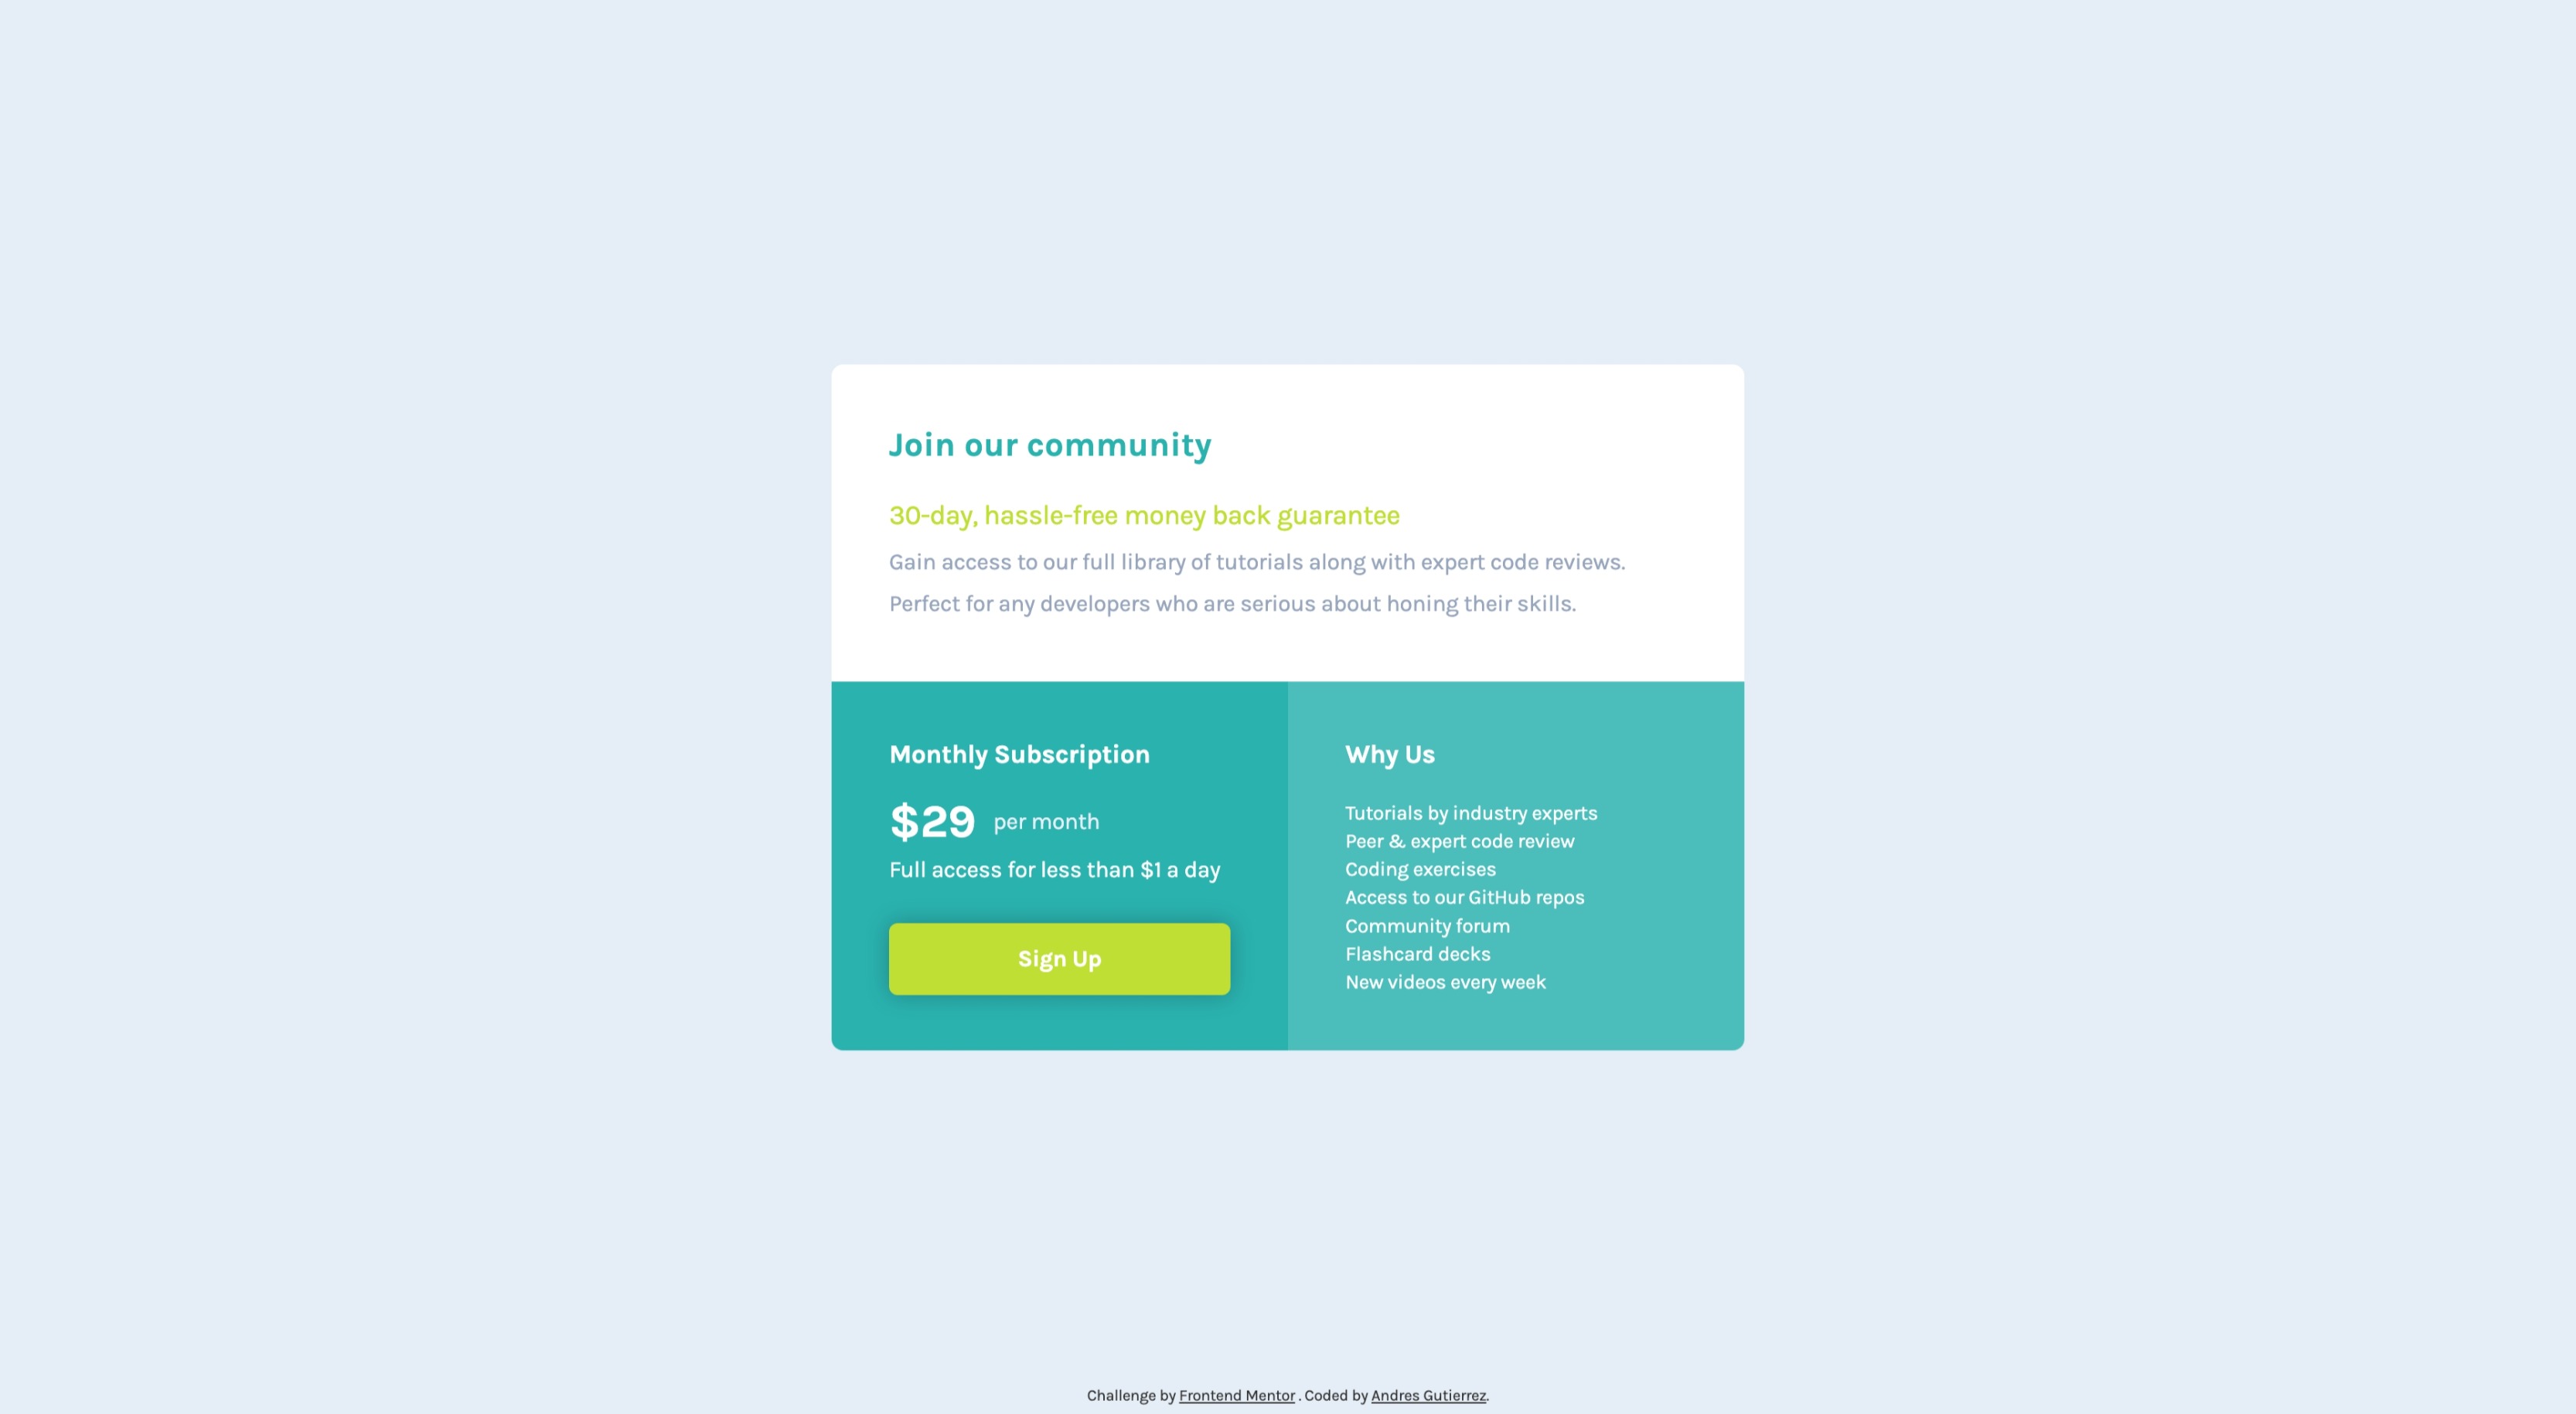 Join our community
30-day, hassle-free money back guarantee
Gain access to our full library of tutorials along with expert code reviews.
Perfect for any developers who are serious about honing their skills.
Monthly Subscription
$29 per month
Full access for less than $1 a day
Sign Up
Why Us
Tutorials by industry experts
Peer & expert code review
Coding exercises
Access to our GitHub repos
Community forum
Flashcard decks
New videos every week
Challenge by Frontend Mentor . Coded by Andres Gutierrez.